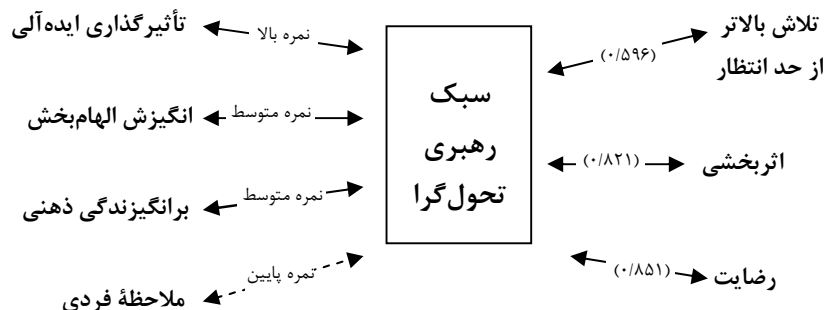 تلاش بالاتر
از حد انتظار
(۰/۵۹۶)
اثربخشی
(۰/۸۲۱)
رضایت
(۰/۸۵۱)
سبک
رهبری
تحول‌گرا
نمره بالا
تأثیرگذاری ایده‌آلی
نمره متوسط
انگیزش الهام‌بخش
نمره متوسط
برانگیزندگی ذهنی
نمره پایین
ملاحظهٔ فردی